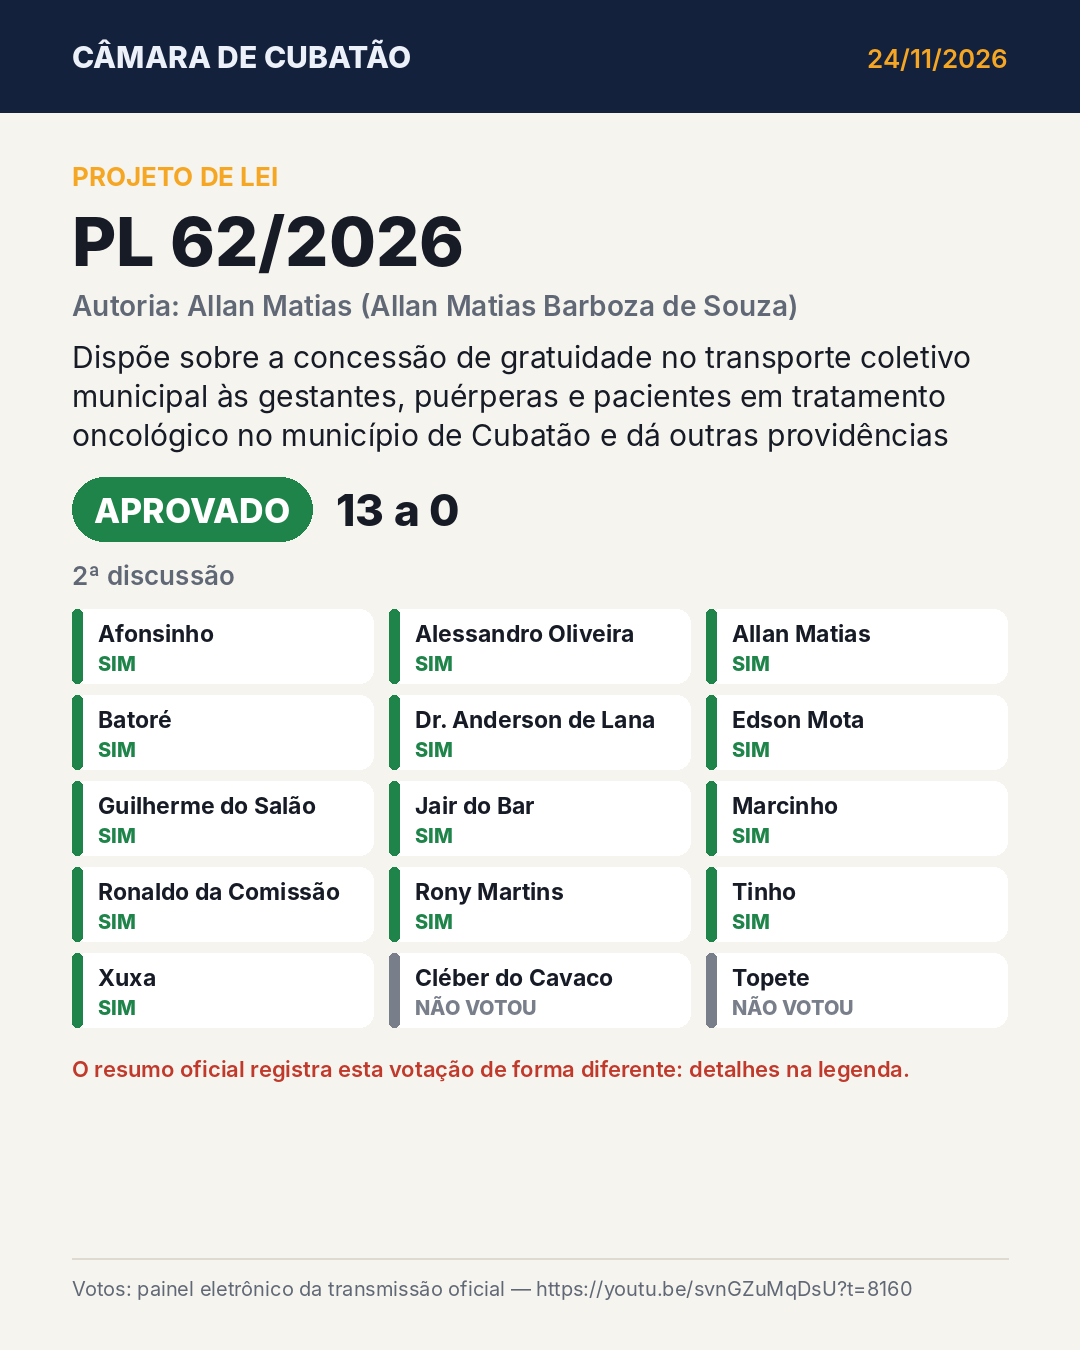 CÂMARA DE CUBATÃO
24/11/2026
PROJETO DE LEI
PL 62/2026
Autoria: Allan Matias (Allan Matias Barboza de Souza)
Dispõe sobre a concessão de gratuidade no transporte coletivo
municipal às gestantes, puérperas e pacientes em tratamento
oncológico no município de Cubatão e dá outras providências
APROVADO
13 a 0
2ª discussão
Afonsinho
SIM
Alessandro Oliveira
SIM
Allan Matias
SIM
Batoré
SIM
Dr. Anderson de Lana
SIM
Edson Mota
SIM
Guilherme do Salão
SIM
Jair do Bar
SIM
Marcinho
SIM
Ronaldo da Comissão
SIM
Rony Martins
SIM
Tinho
SIM
Xuxa
SIM
Cléber do Cavaco
NÃO VOTOU
Topete
NÃO VOTOU
O resumo oficial registra esta votação de forma diferente: detalhes na legenda.
Votos: painel eletrônico da transmissão oficial — https://youtu.be/svnGZuMqDsU?t=8160